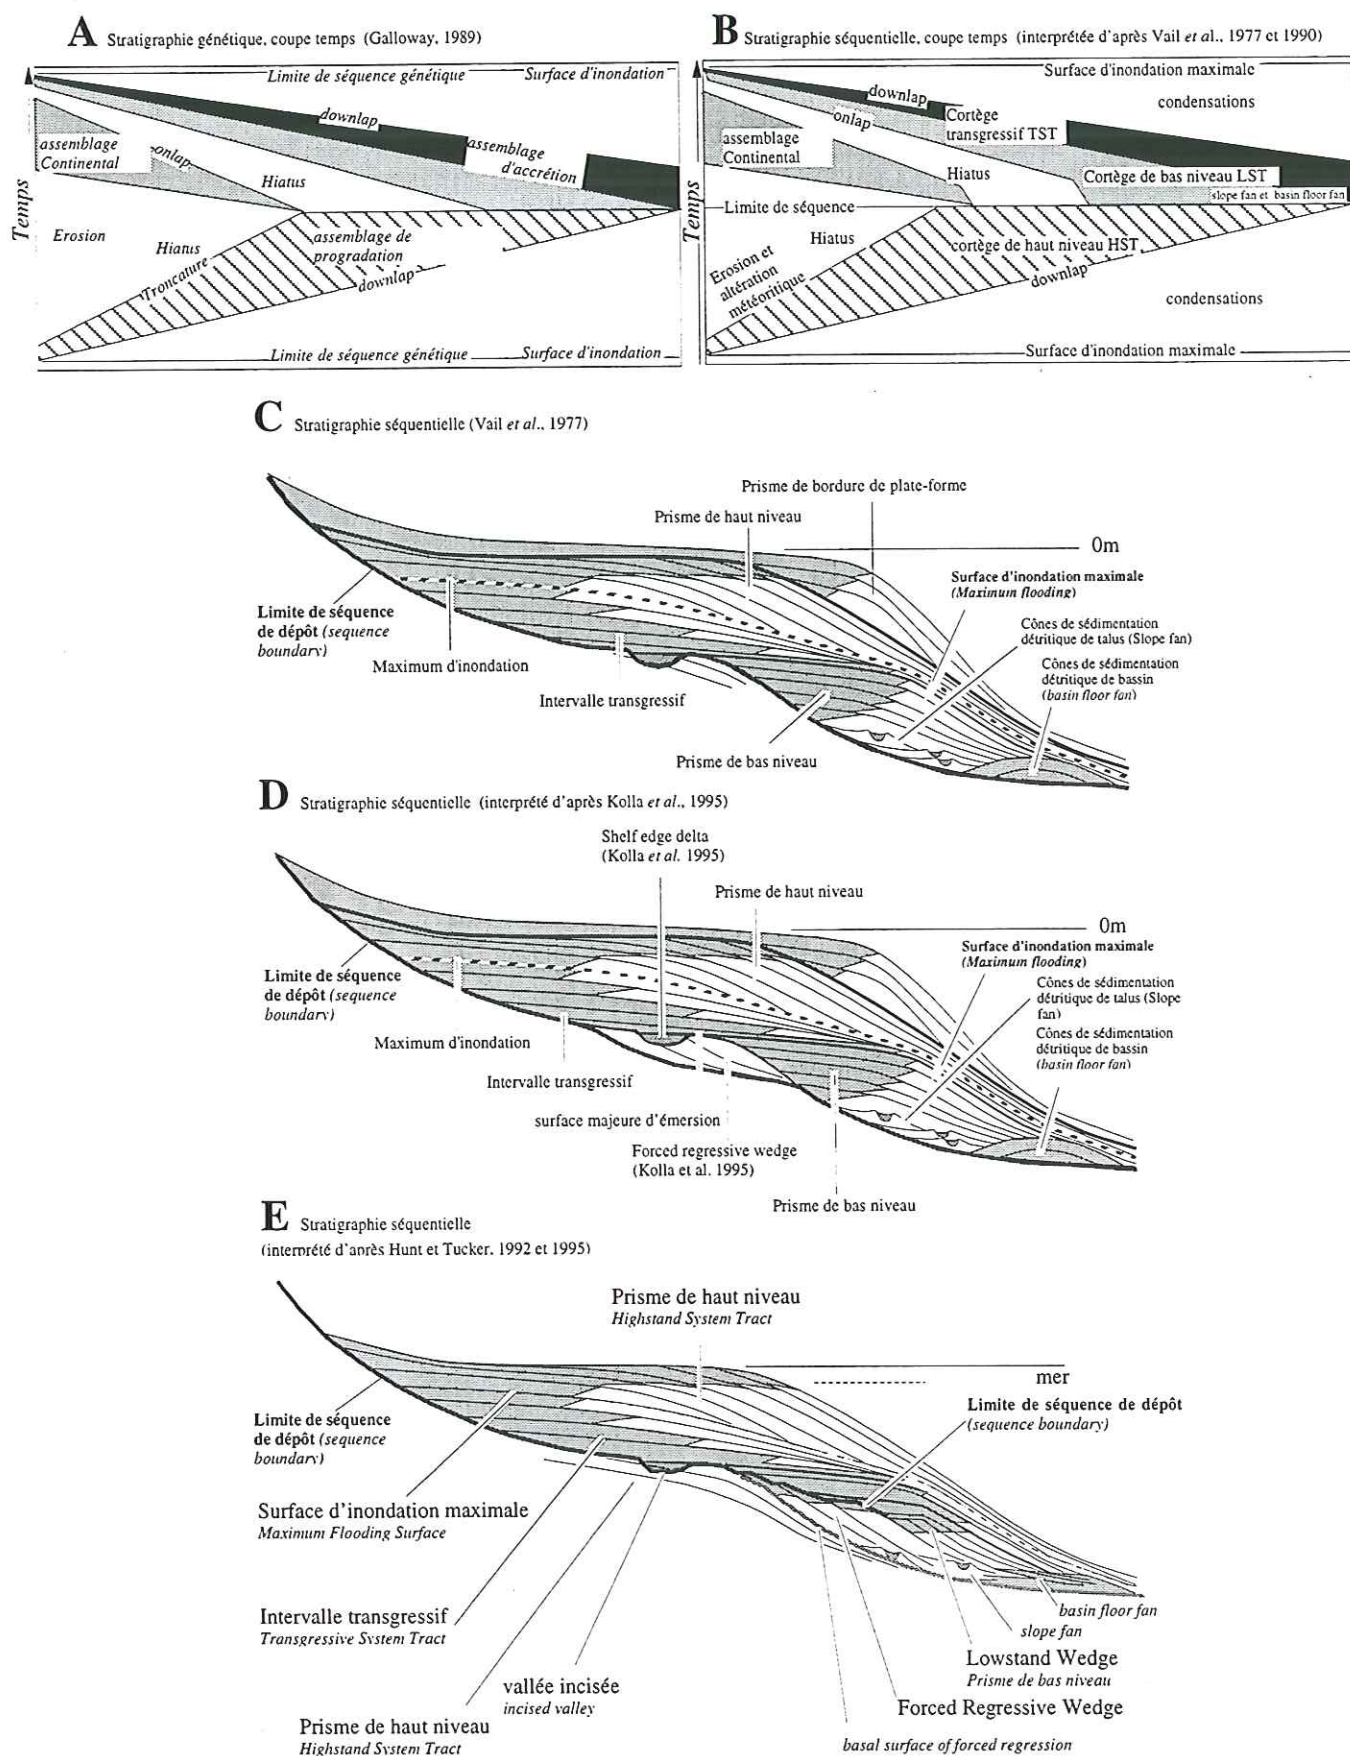 A Stratigraphie génétique, coupe temps (Galloway, 1989)
Limite de séquence génétique
Surface d'inondation
downlap
assemblage
Continental
onlap
assemblage
d'accrétion
Hiatus
Temps
Erosion
Hiatus
assemblage de
progradation
Troncature
downlap
Limite de séquence génétique
Surface d'inondation
B Stratigraphie séquentielle, coupe temps (interprétée d'après Vail et al., 1977 et 1990)
Surface d'inondation maximale
downlap
condensations
onlap
Cortège
transgressif TST
assemblage
Continental
Hiatus
Cortège de bas niveau LST
slope fan et basin floor fan
Temps
Limite de séquence
Hiatus
cortège de haut niveau HST
Erosion et
altération
météoritique
downlap
condensations
Surface d'inondation maximale
C Stratigraphie séquentielle (Vail et al., 1977)
Prisme de bordure de plate-forme
Prisme de haut niveau
0m
Surface d'inondation maximale
(Maximum flooding)
Limite de séquence
de dépôt (sequence
boundary)
Cônes de sédimentation
détritique de talus (Slope fan)
Maximum d'inondation
Cônes de sédimentation
détritique de bassin
(basin floor fan)
Intervalle transgressif
Prisme de bas niveau
D Stratigraphie séquentielle (interprété d'après Kolla et al., 1995)
Shelf edge delta
(Kolla et al. 1995)
Prisme de haut niveau
0m
Surface d'inondation maximale
(Maximum flooding)
Limite de séquence
de dépôt (sequence
boundary)
Cônes de sédimentation
détritique de talus (Slope
fan)
Cônes de sédimentation
détritique de bassin
(basin floor fan)
Maximum d'inondation
Intervalle transgressif
surface majeure d'émersion
Forced regressive wedge
(Kolla et al. 1995)
Prisme de bas niveau
E Stratigraphie séquentielle
(interprété d'après Hunt et Tucker, 1992 et 1995)
Prisme de haut niveau
Highstand System Tract
mer
Limite de séquence de dépôt
(sequence boundary)
Limite de séquence
de dépôt (sequence
boundary)
Surface d'inondation maximale
Maximum Flooding Surface
Intervalle transgressif
Transgressive System Tract
basin floor fan
slope fan
Lowstand Wedge
Prisme de bas niveau
vallée incisée
incised valley
Forced Regressive Wedge
Prisme de haut niveau
Highstand System Tract
basal surface of forced regression